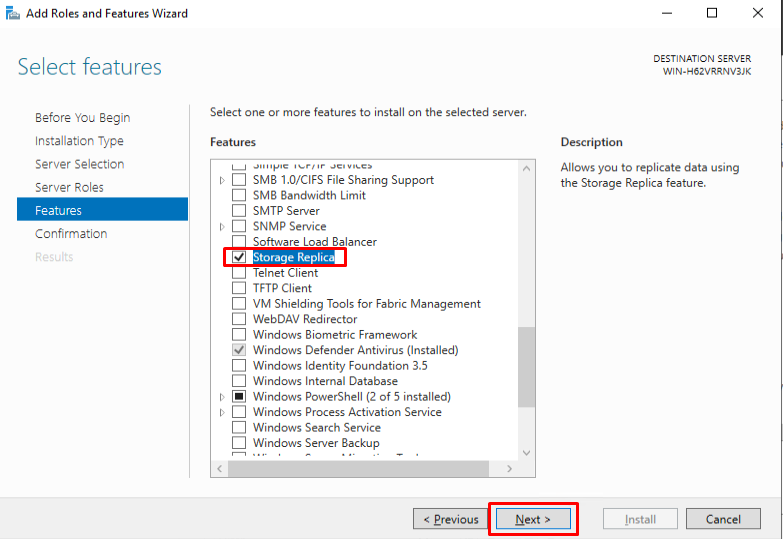 Add Roles and Features Wizard
Select features
DESTINATION SERVER
WIN-H62VRRNV3JK
Before You Begin
Installation Type
Server Selection
Server Roles
Features
Confirmation
Results
Select one or more features to install on the selected server.
Features
Simple TCP/IP Services
SMB 1.0/CIFS File Sharing Support
SMB Bandwidth Limit
SMTP Server
SNMP Service
Software Load Balancer
Storage Replica
Telnet Client
TFTP Client
VM Shielding Tools for Fabric Management
WebDAV Redirector
Windows Biometric Framework
Windows Defender Antivirus (Installed)
Windows Identity Foundation 3.5
Windows Internal Database
Windows PowerShell (2 of 5 installed)
Windows Process Activation Service
Windows Search Service
Windows Server Backup
Description
Allows you to replicate data using
the Storage Replica feature.
< Previous
Next >
Install
Cancel